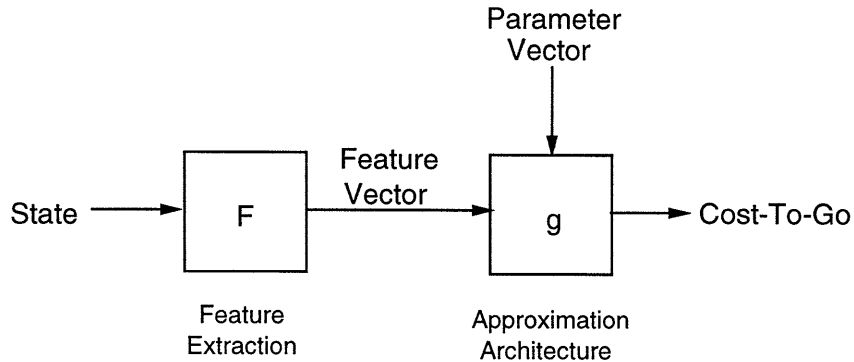 Parameter
Vector
Feature
Vector
State
F
g
Cost-To-Go
Feature
Extraction
Approximation
Architecture